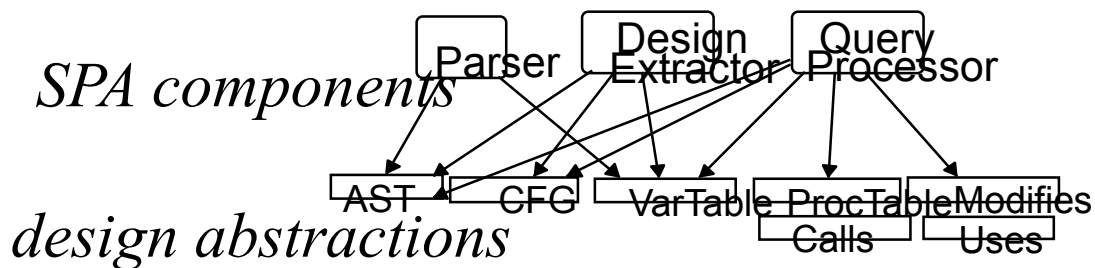 Parser
Design
Extractor
Query
Processor
SPA components
AST
CFG
VarTable
ProcTable
Modifies
Calls
Uses
design abstractions